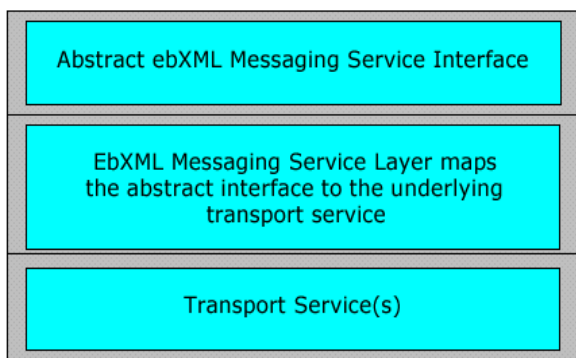 Abstract ebXML Messaging Service Interface
EbXML Messaging Service Layer maps
the abstract interface to the underlying
transport service
Transport Service(s)